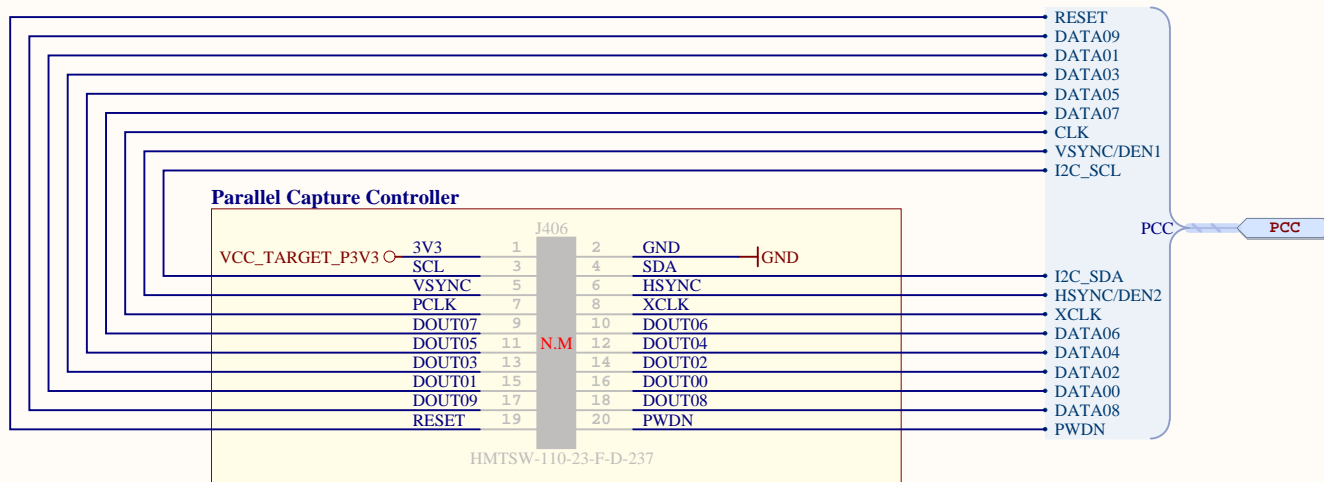 RESET
DATA09
DATA01
DATA03
DATA05
DATA07
CLK
VSYNC/DEN1
I2C_SCL
Parallel Capture Controller
J406
PCC
PCC
VCC_TARGET_P3V3 3V3 1 2 GND GND
SCL 3 4 SDA I2C_SDA
VSYNC 5 6 HSYNC HSYNC/DEN2
PCLK 7 8 XCLK XCLK
DOUT07 9 10 DOUT06 DATA06
DOUT05 11 N.M 12 DOUT04 DATA04
DOUT03 13 14 DOUT02 DATA02
DOUT01 15 16 DOUT00 DATA00
DOUT09 17 18 DOUT08 DATA08
RESET 19 20 PWDN PWDN
HMTSW-110-23-F-D-237